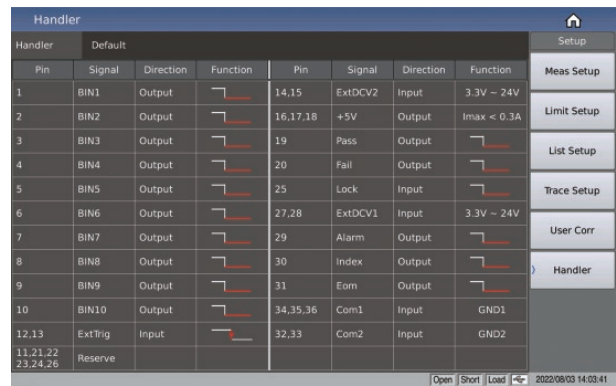 Handler
Handler Default
Setup
Pin Signal Direction Function Pin Signal Direction Function
1 BIN1 Output 14,15 ExtDCV2 Input 3.3V ~ 24V
2 BIN2 Output 16,17,18 +5V Output Imax < 0.3A
3 BIN3 Output 19 Pass Output
4 BIN4 Output 20 Fail Output
5 BIN5 Output 25 Lock Input
6 BIN6 Output 27,28 ExtDCV1 Input 3.3V ~ 24V
7 BIN7 Output 29 Alarm Output
8 BIN8 Output 30 Index Output
9 BIN9 Output 31 Eom Output
10 BIN10 Output 34,35,36 Com1 Input GND1
12,13 ExtTrig Input 32,33 Com2 Input GND2
11,21,22
23,24,26 Reserve
Meas Setup
Limit Setup
List Setup
Trace Setup
User Corr
Handler
Open Short Load 2022/08/03 14:03:41